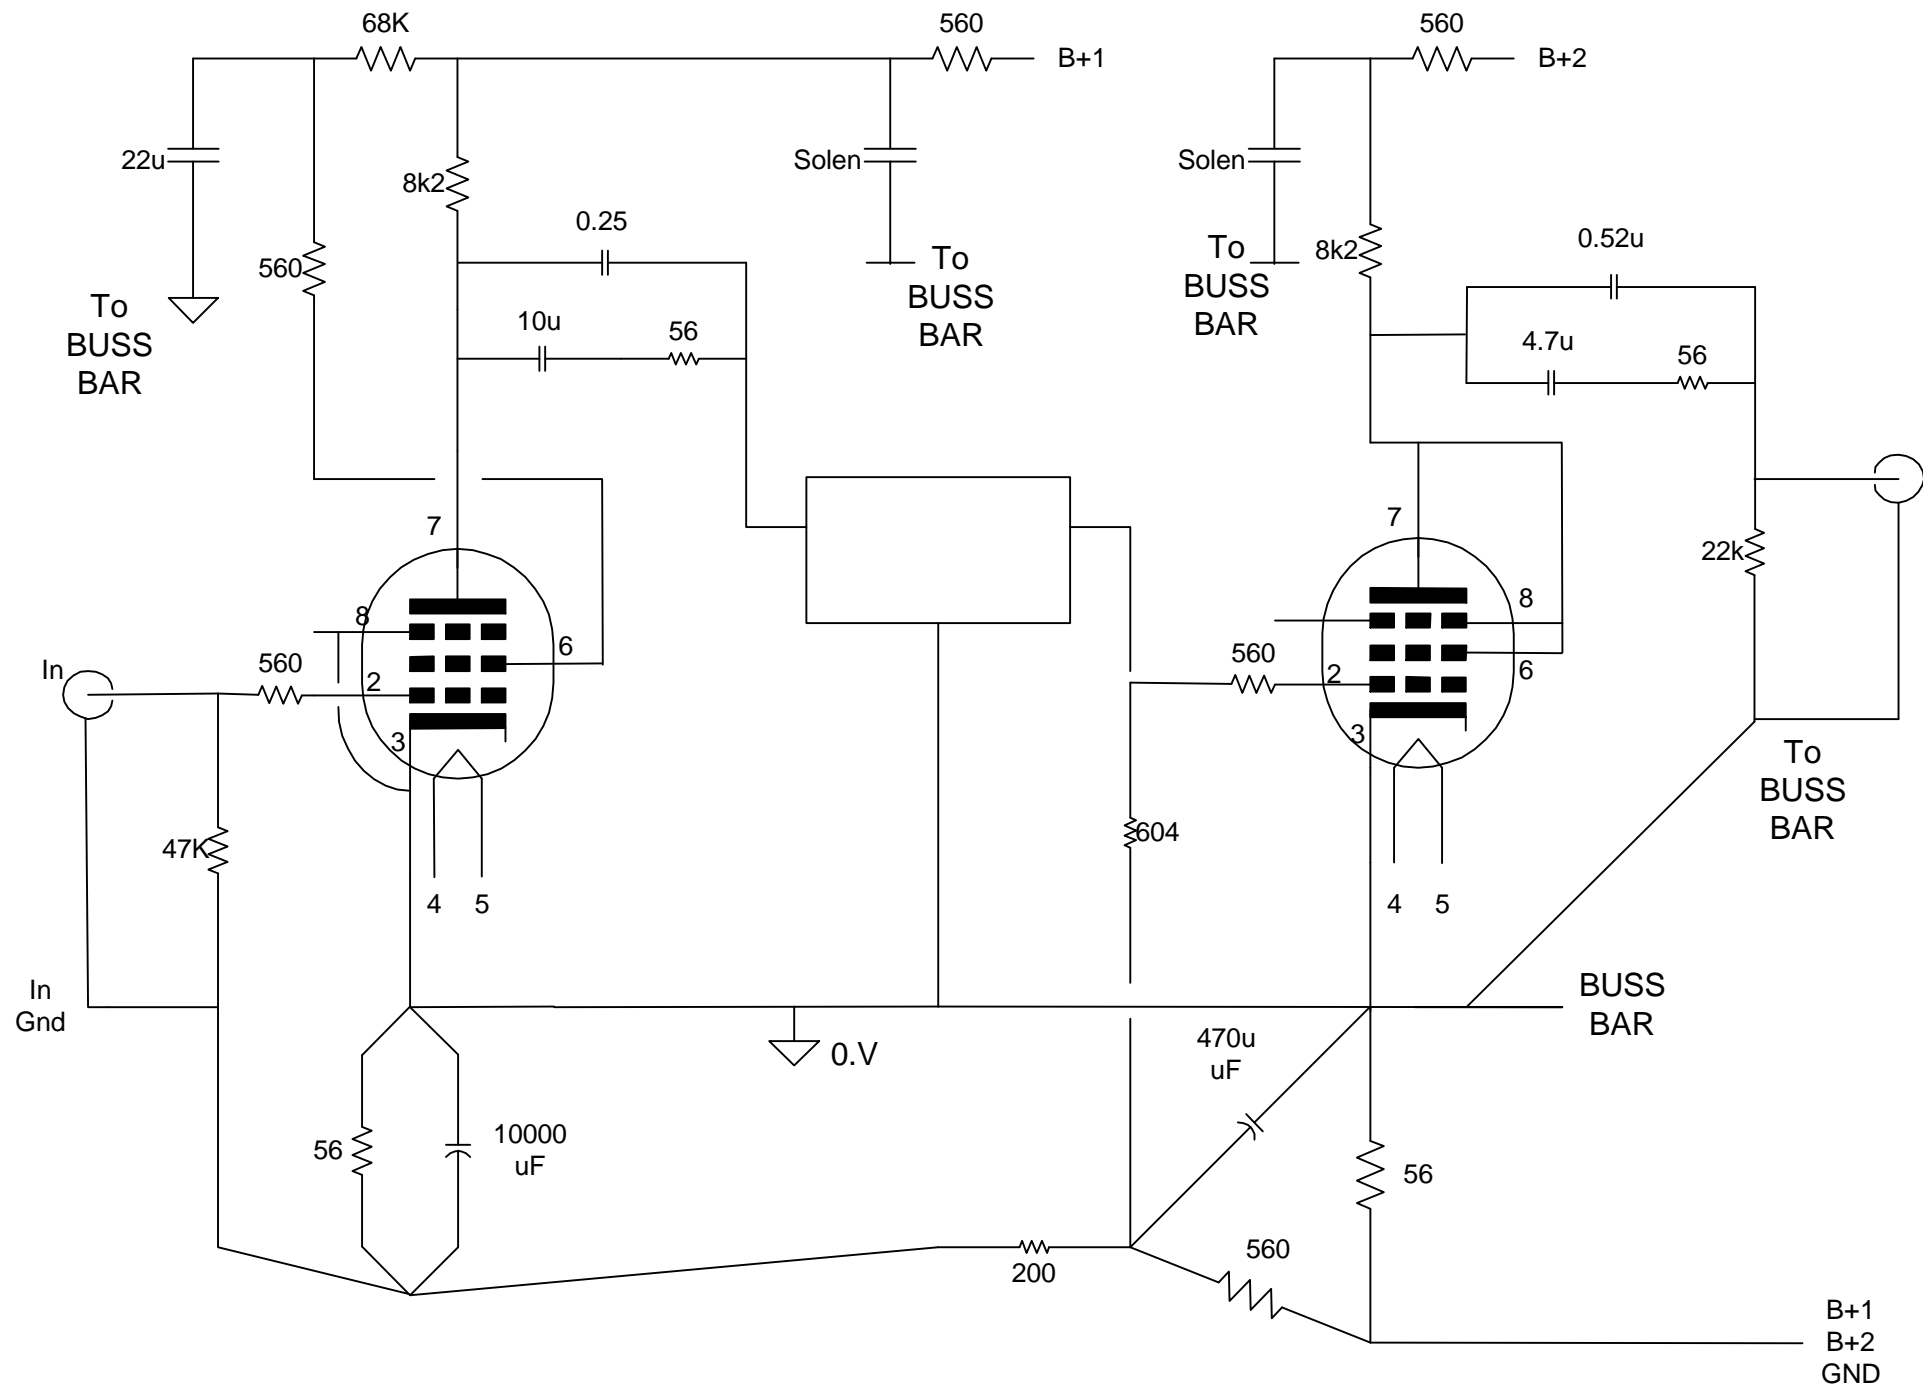 68K
560
B+1
560
B+2
22u
8k2
Solen
Solen
0.25
560
To
BUSS
BAR
To
BUSS
BAR
To
BUSS
BAR
8k2
0.52u
10u
56
4.7u
56
7
7
22k
8
6
560
2
3
In
8
6
560
2
3
To
BUSS
BAR
47K
604
4
5
4
5
In
Gnd
BUSS
BAR
0.V
470u
uF
56
10000
uF
56
200
560
B+1
B+2
GND